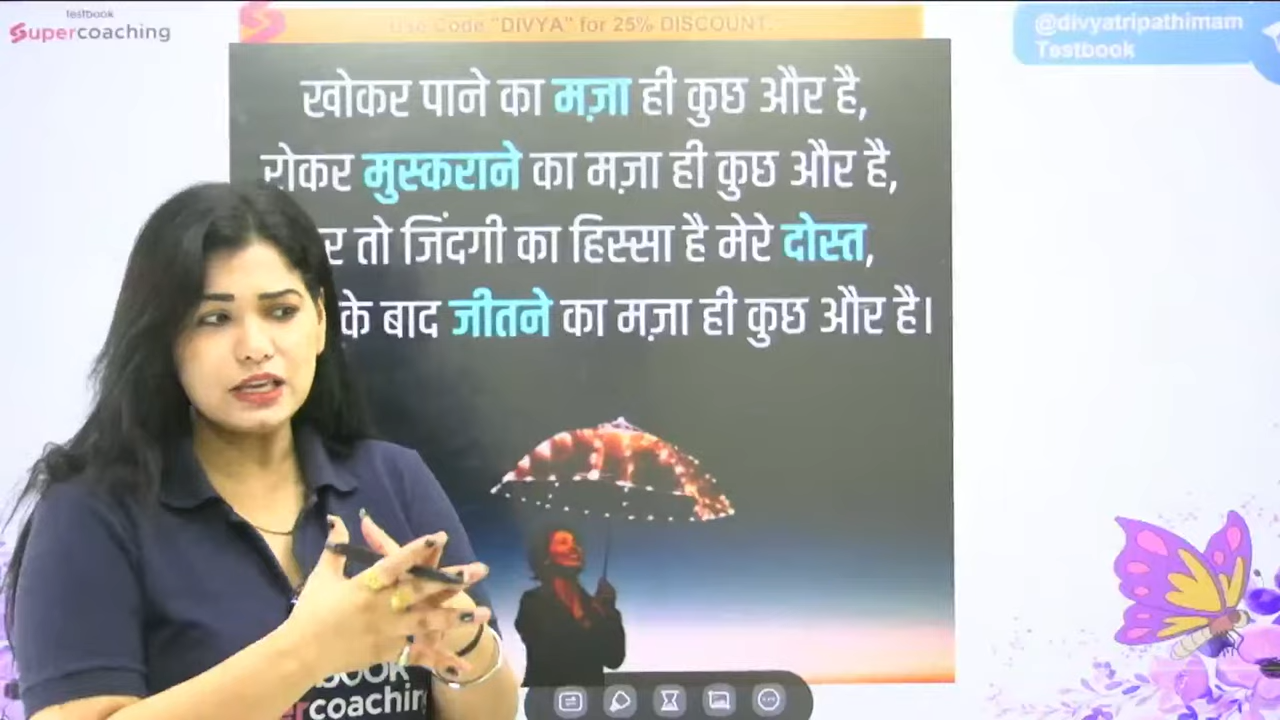 testbook
Supercoaching
Use Code "DIVYA" for 25% DISCOUNT.
@divyatripathimam
Testbook
खोकर पाने का मज़ा ही कुछ और है,
रोकर मुस्कराने का मज़ा ही कुछ और है,
तो जिंदगी का हिस्सा है मेरे दोस्त,
के बाद जीतने का मज़ा ही कुछ और है।